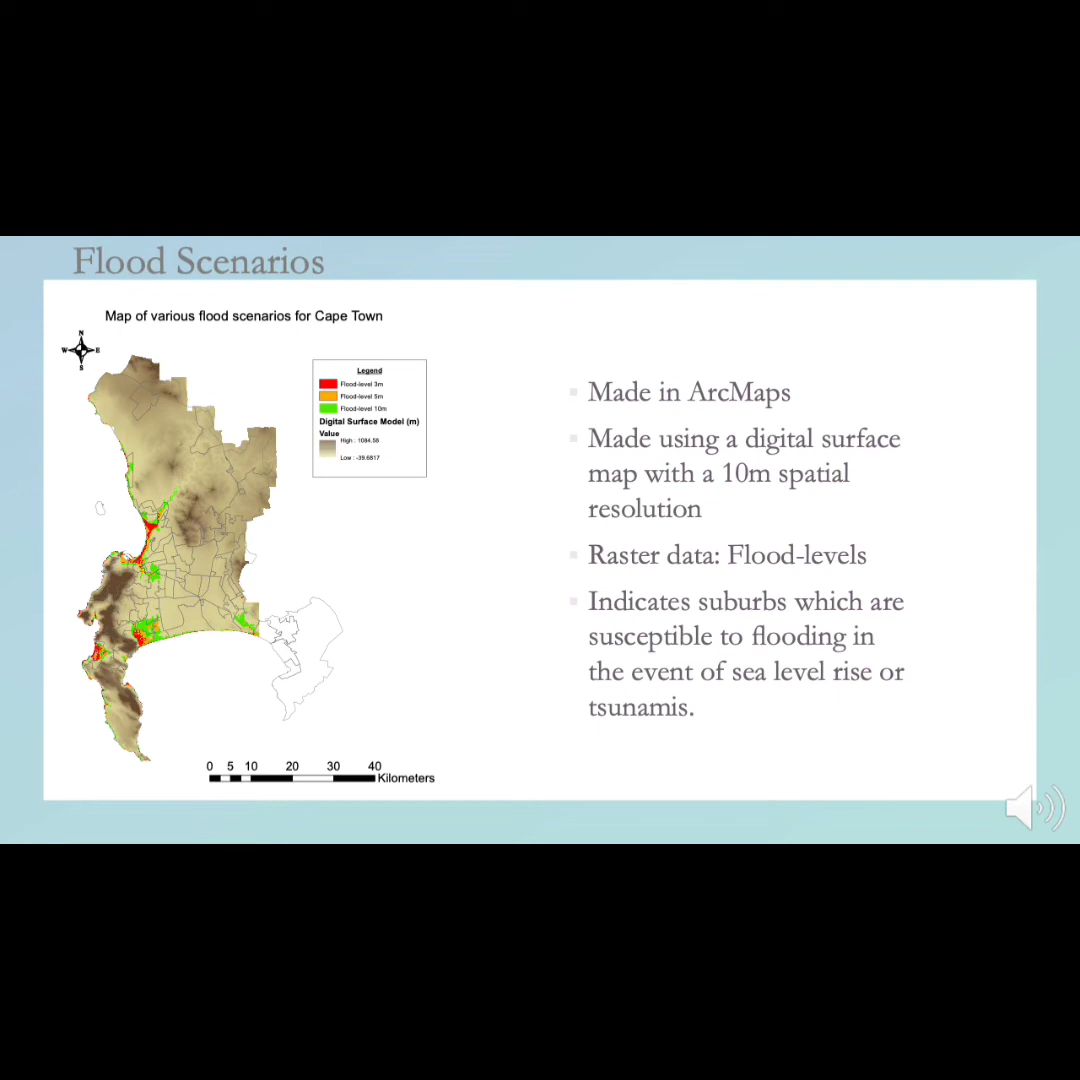 Flood Scenarios
Map of various flood scenarios for Cape Town
N
W E
S
Legend
Flood-level 3m
Flood-level 5m
Flood-level 10m
Digital Surface Model (m)
Value
High : 1084.58
Low : -39.6817
0 5 10 20 30 40
Kilometers
Made in ArcMaps
Made using a digital surface
map with a 10m spatial
resolution
Raster data: Flood-levels
Indicates suburbs which are
susceptible to flooding in
the event of sea level rise or
tsunamis.